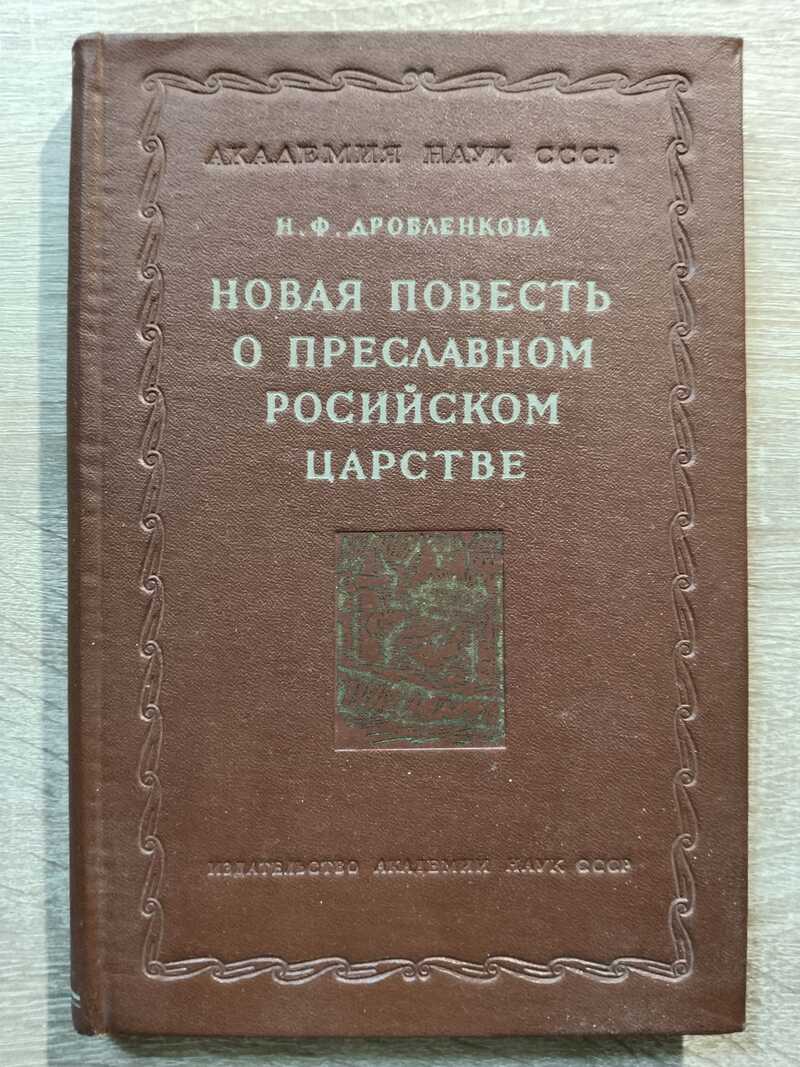 АКАДЕМИЯ НАУК СССР
Н. Ф. ДРОБЛЕНКОВА
НОВАЯ ПОВЕСТЬ
О ПРЕСЛАВНОМ
РОСИЙСКОМ
ЦАРСТВЕ
ИЗДАТЕЛЬСТВО АКАДЕМИИ НАУК СССР